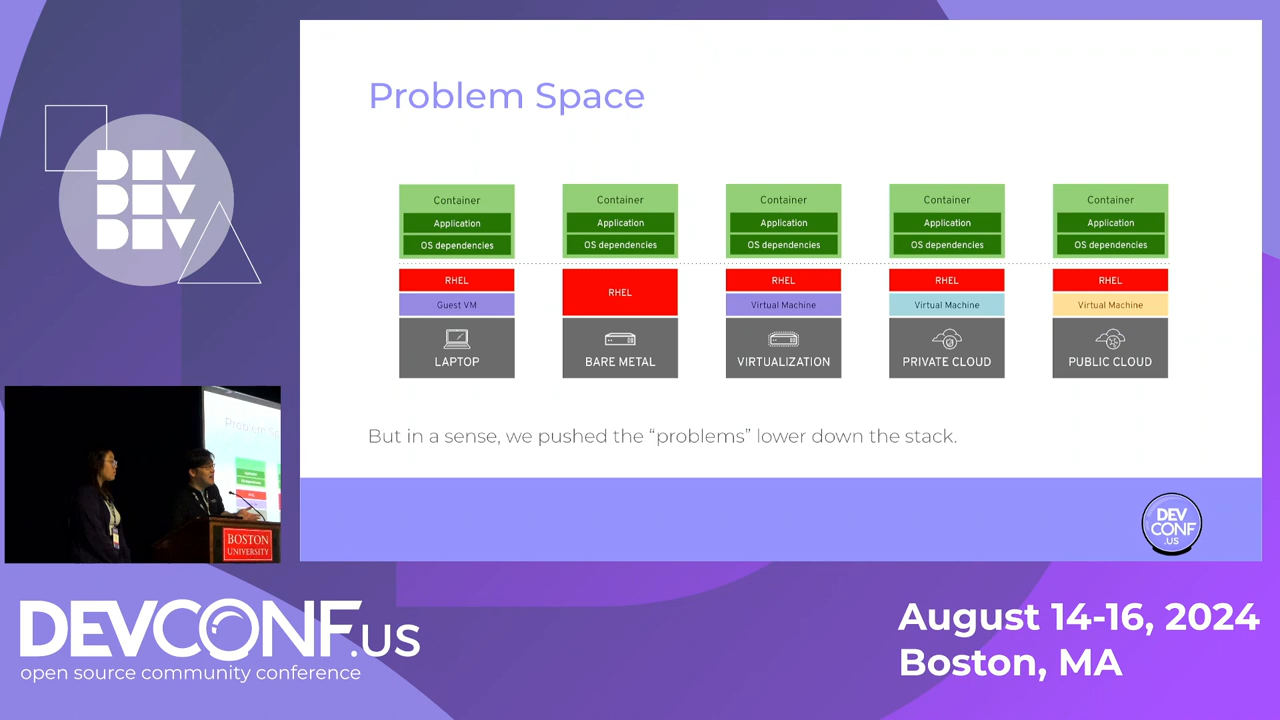 DEV
DEV
DEV
Problem Space
Container
Application
OS dependencies
RHEL
Guest VM
LAPTOP
Container
Application
OS dependencies
RHEL
BARE METAL
Container
Application
OS dependencies
RHEL
Virtual Machine
VIRTUALIZATION
Container
Application
OS dependencies
RHEL
Virtual Machine
PRIVATE CLOUD
Container
Application
OS dependencies
RHEL
Virtual Machine
PUBLIC CLOUD
But in a sense, we pushed the “problems” lower down the stack.
DEV
CONF
.US
Problem Sp
BOSTON
UNIVERSITY
DEVCONF.US
open source community conference
August 14-16, 2024
Boston, MA